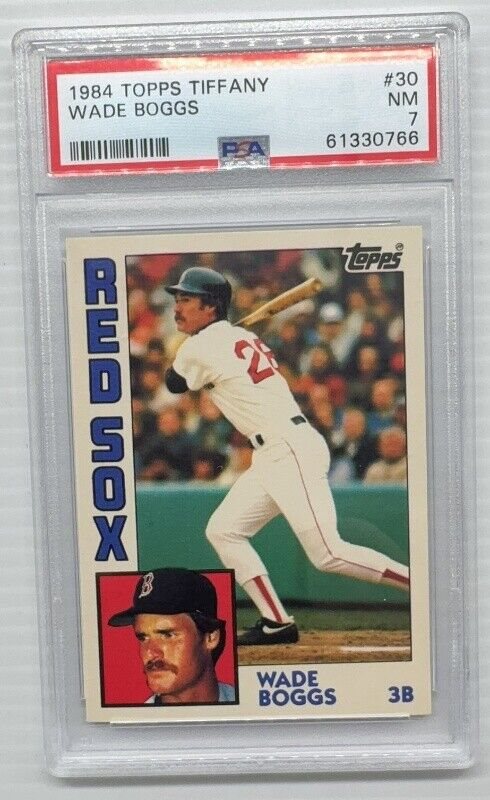 1984 TOPPS TIFFANY #30
WADE BOGGS NM
7
PSA 61330766
Topps
RED SOX
26
B
WADE
BOGGS 3B